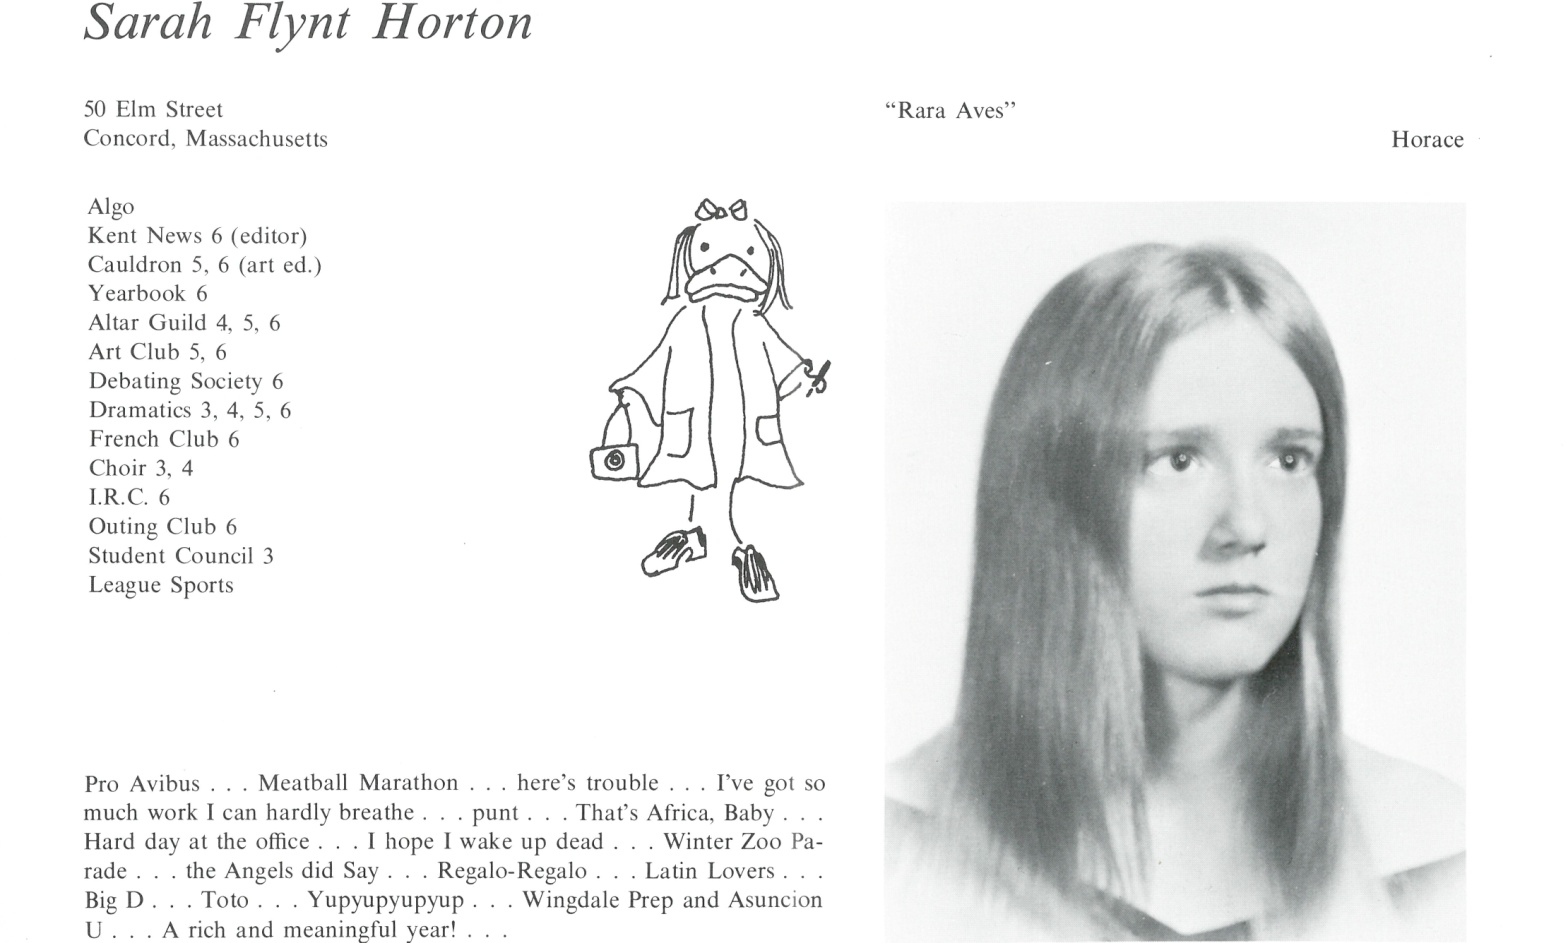 Sarah Flynt Horton
50 Elm Street
Concord, Massachusetts
"Rara Aves"
Horace
Algo
Kent News 6 (editor)
Cauldron 5, 6 (art ed.)
Yearbook 6
Altar Guild 4, 5, 6
Art Club 5, 6
Debating Society 6
Dramatics 3, 4, 5, 6
French Club 6
Choir 3, 4
I.R.C. 6
Outing Club 6
Student Council 3
League Sports
Pro Avibus . . . Meatball Marathon . . . here's trouble . . . I've got so
much work I can hardly breathe . . . punt . . . That's Africa, Baby . . .
Hard day at the office . . . I hope I wake up dead . . . Winter Zoo Pa-
rade . . . the Angels did Say . . . Regalo-Regalo . . . Latin Lovers . . .
Big D . . . Toto . . . Yupyupyupyup . . . Wingdale Prep and Asuncion
U . . . A rich and meaningful year! . . .